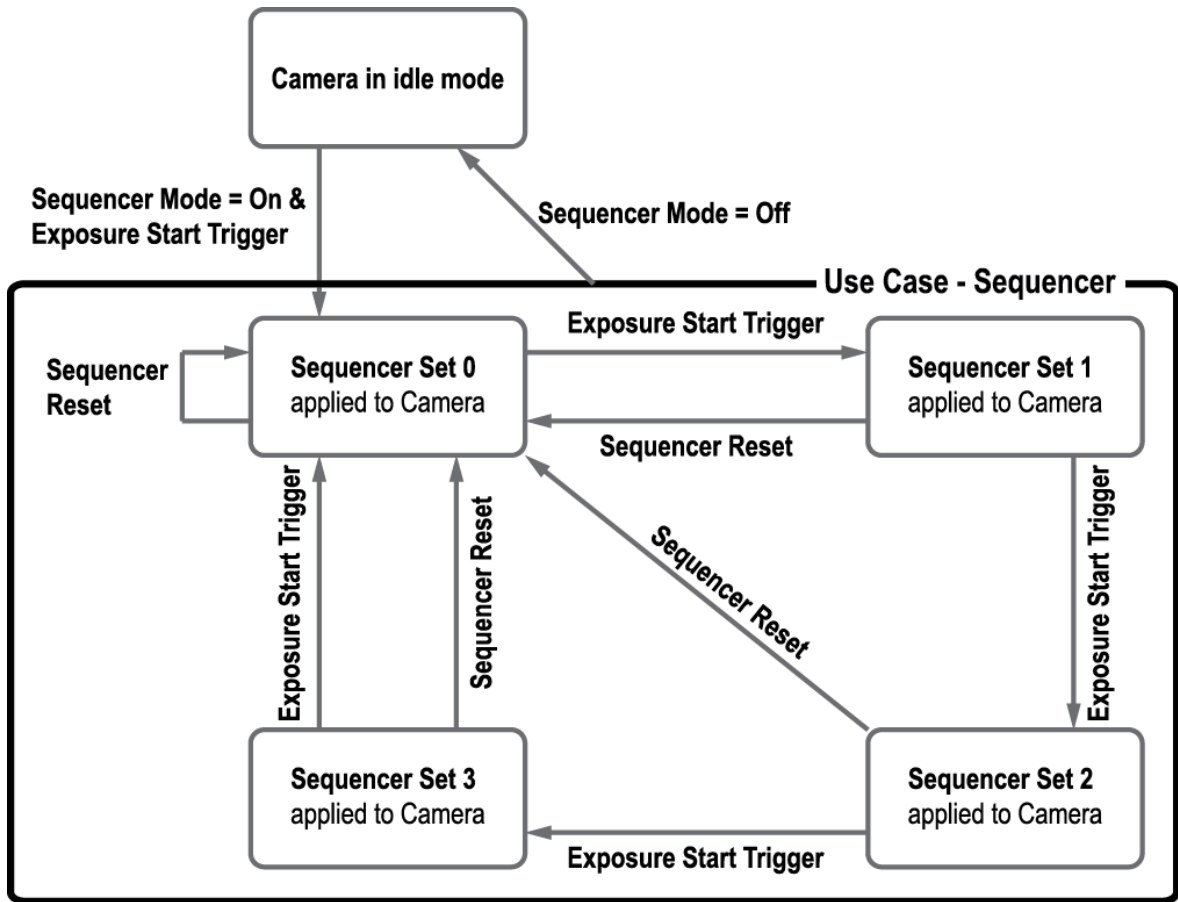 Camera in idle mode
Sequencer Mode = On &
Exposure Start Trigger
Sequencer Mode = Off
Use Case - Sequencer
Sequencer
Reset
Sequencer Set 0
applied to Camera
Exposure Start Trigger
Sequencer Reset
Sequencer Set 1
applied to Camera
Exposure Start Trigger
Sequencer Reset
Sequencer Reset
Exposure Start Trigger
Sequencer Set 3
applied to Camera
Exposure Start Trigger
Sequencer Set 2
applied to Camera